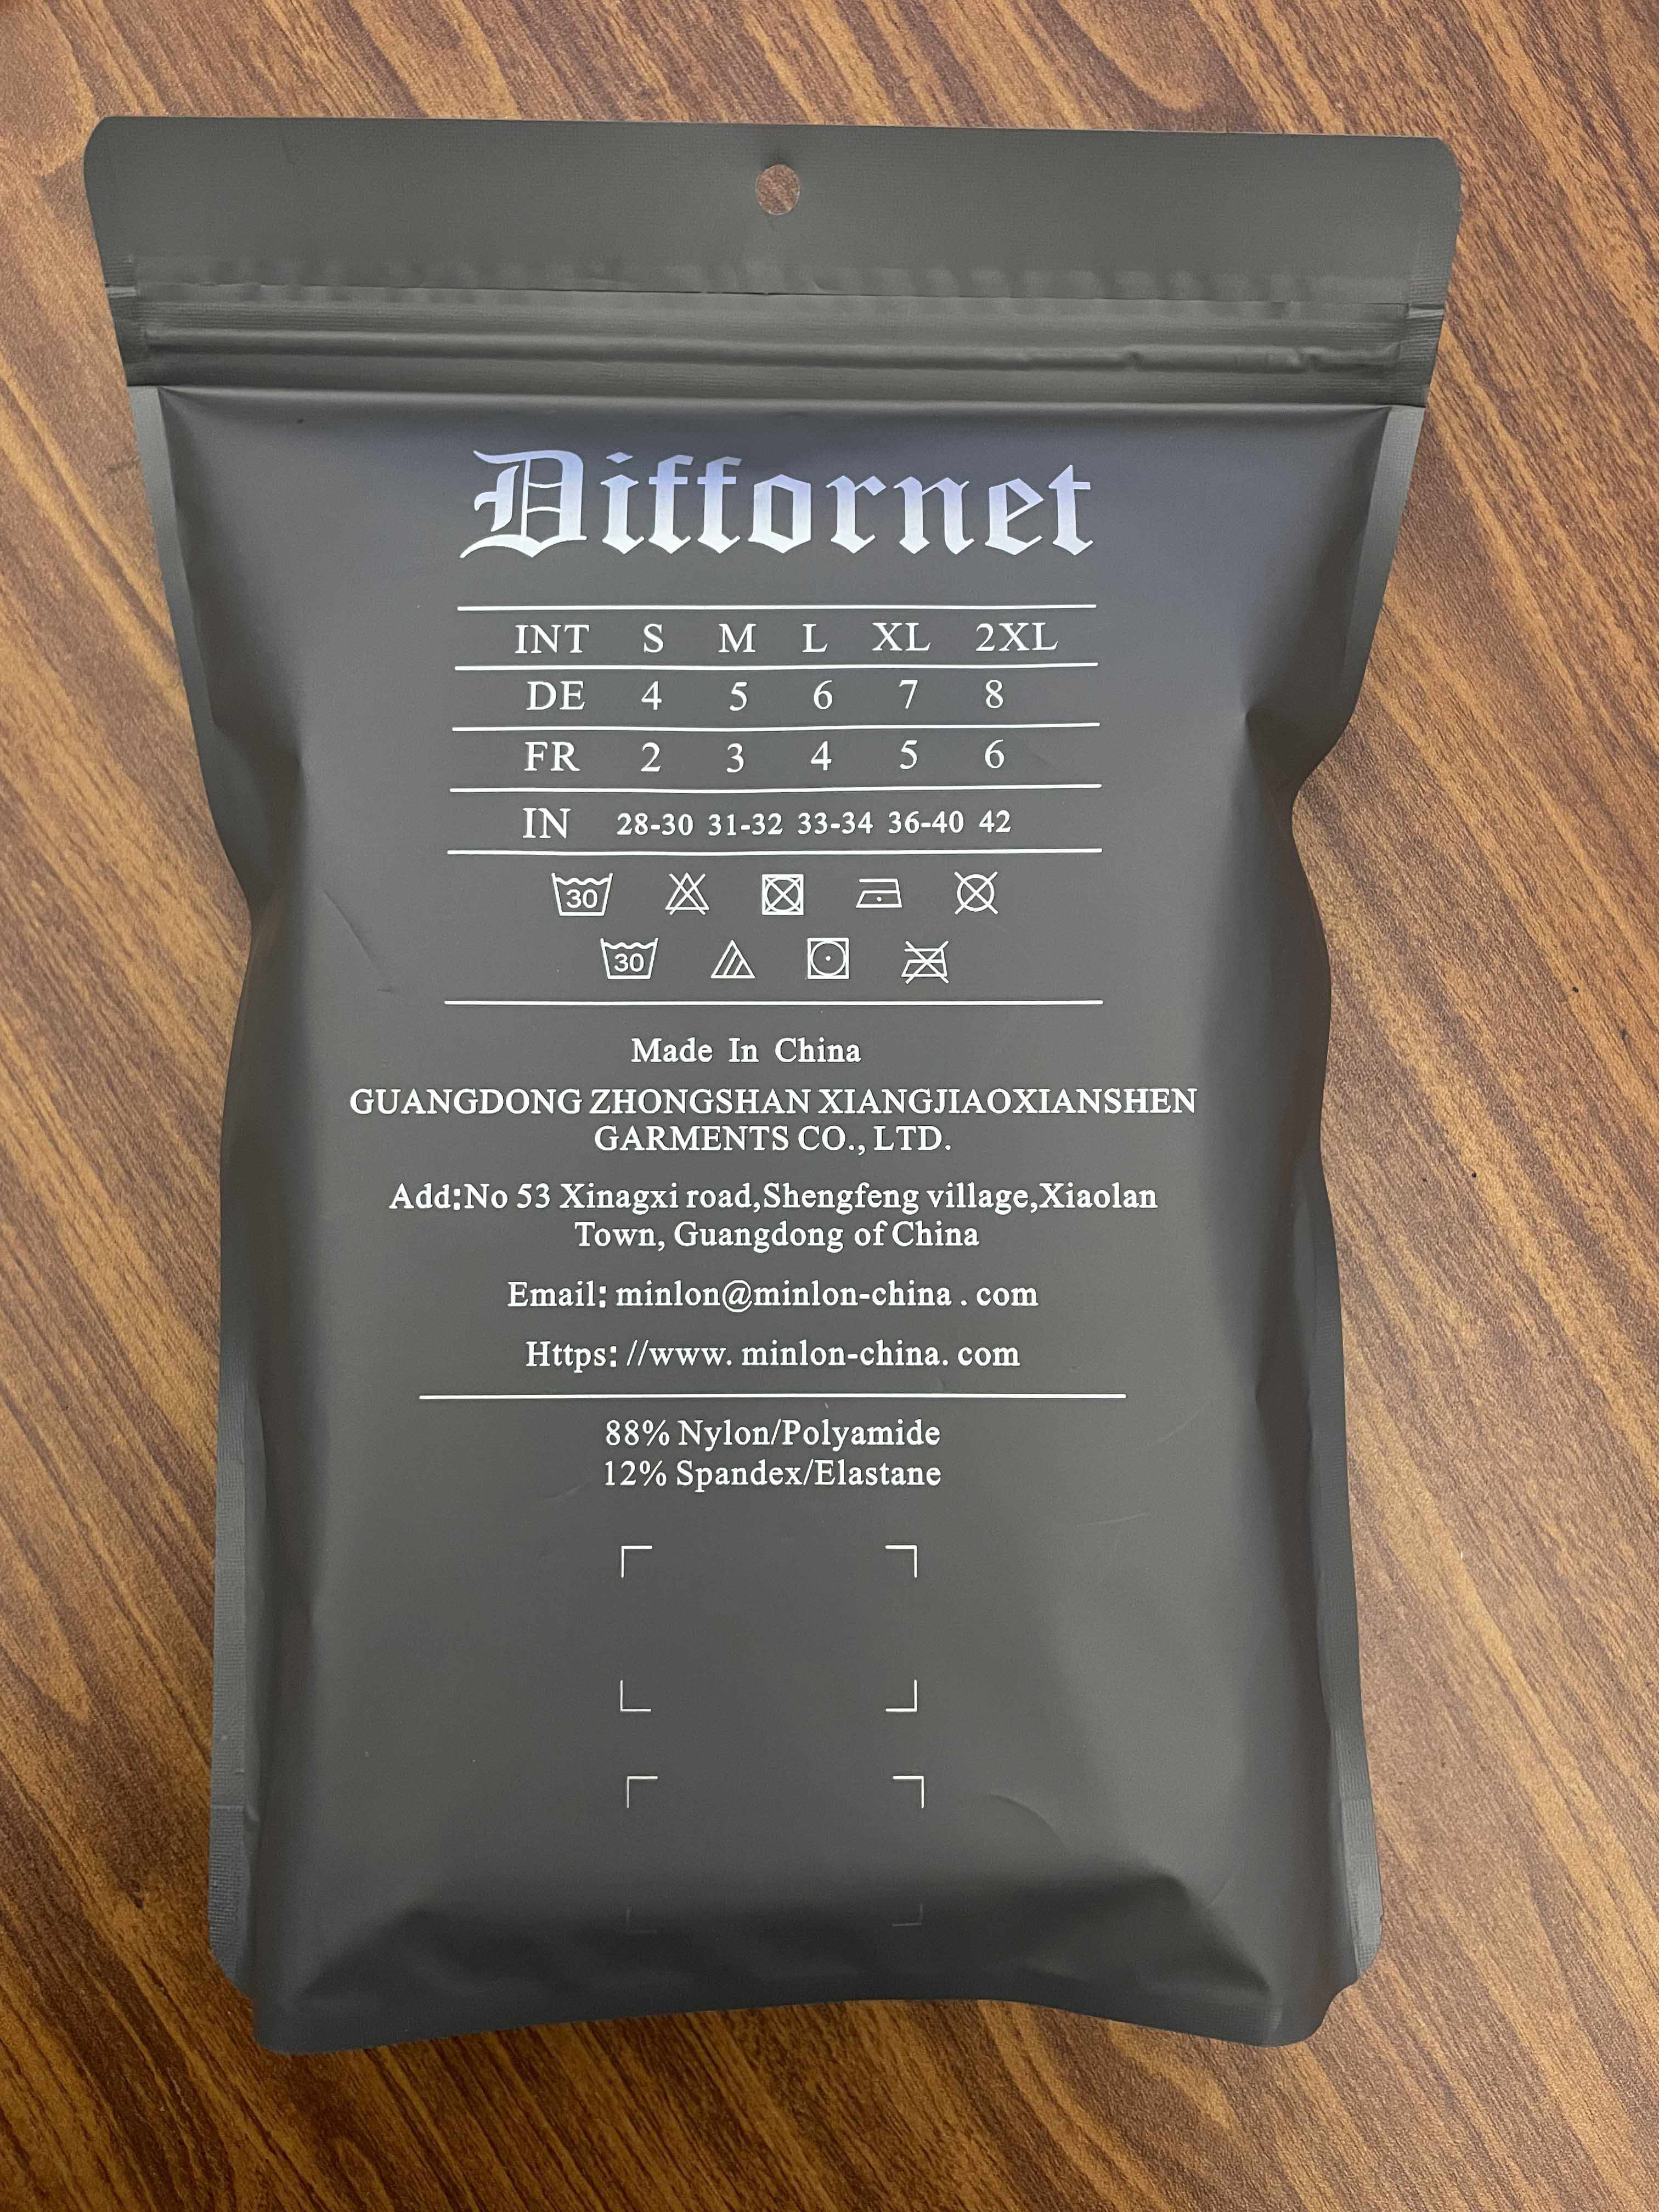 Diffornet
INT S M L XL 2XL
DE 4 5 6 7 8
FR 2 3 4 5 6
IN 28-30 31-32 33-34 36-40 42
30
30
Made In China
GUANGDONG ZHONGSHAN XIANGJIAOXIANSHEN
GARMENTS CO., LTD.
Add:No 53 Xinagxi road,Shengfeng village,Xiaolan
Town, Guangdong of China
Email: minlon@minlon-china . com
Https: //www. minlon-china. com
88% Nylon/Polyamide
12% Spandex/Elastane